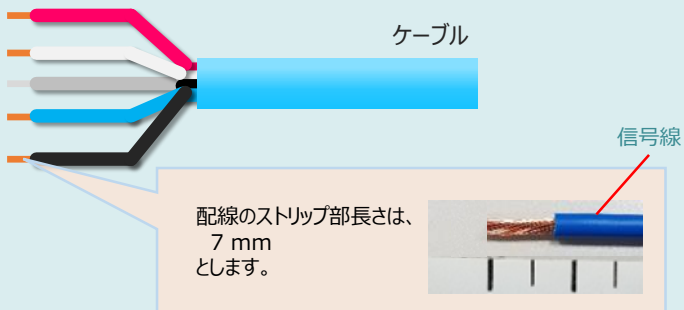 ケーブル
信号線
配線のストリップ部長さは、
7 mm
とします。